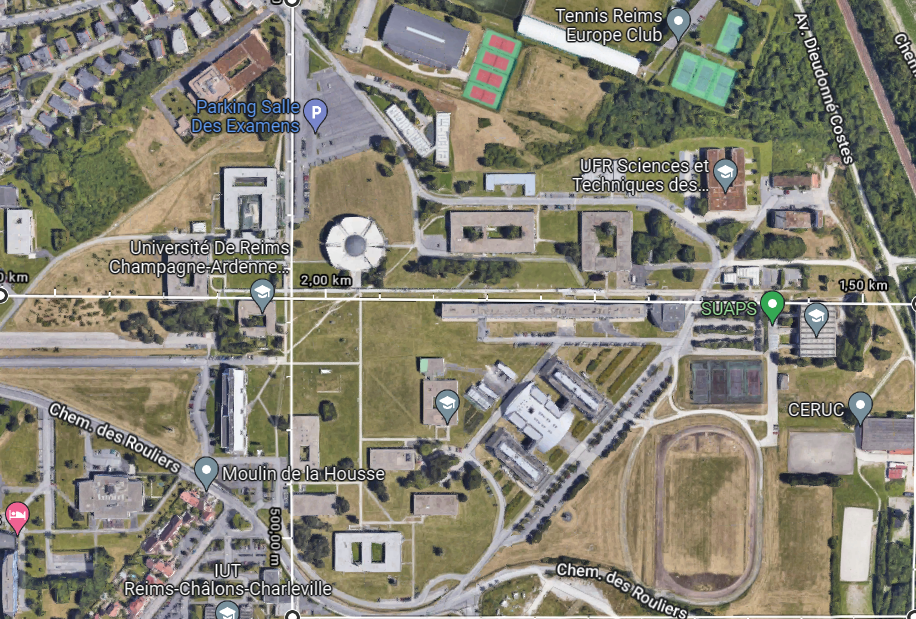 Tennis Reims
Europe Club
Av. Dieudonné Costes
Parking Salle
Des Examens
P
UFR Sciences et
Techniques des...
Université De Reims
Champagne-Ardenne...
0 km
2,00 km
1,50 km
SUAPS
CERUC
Chem. des Rouliers
Moulin de la Housse
500,00 m
IUT
Reims-Châlons-Charleville
Chem. des Rouliers